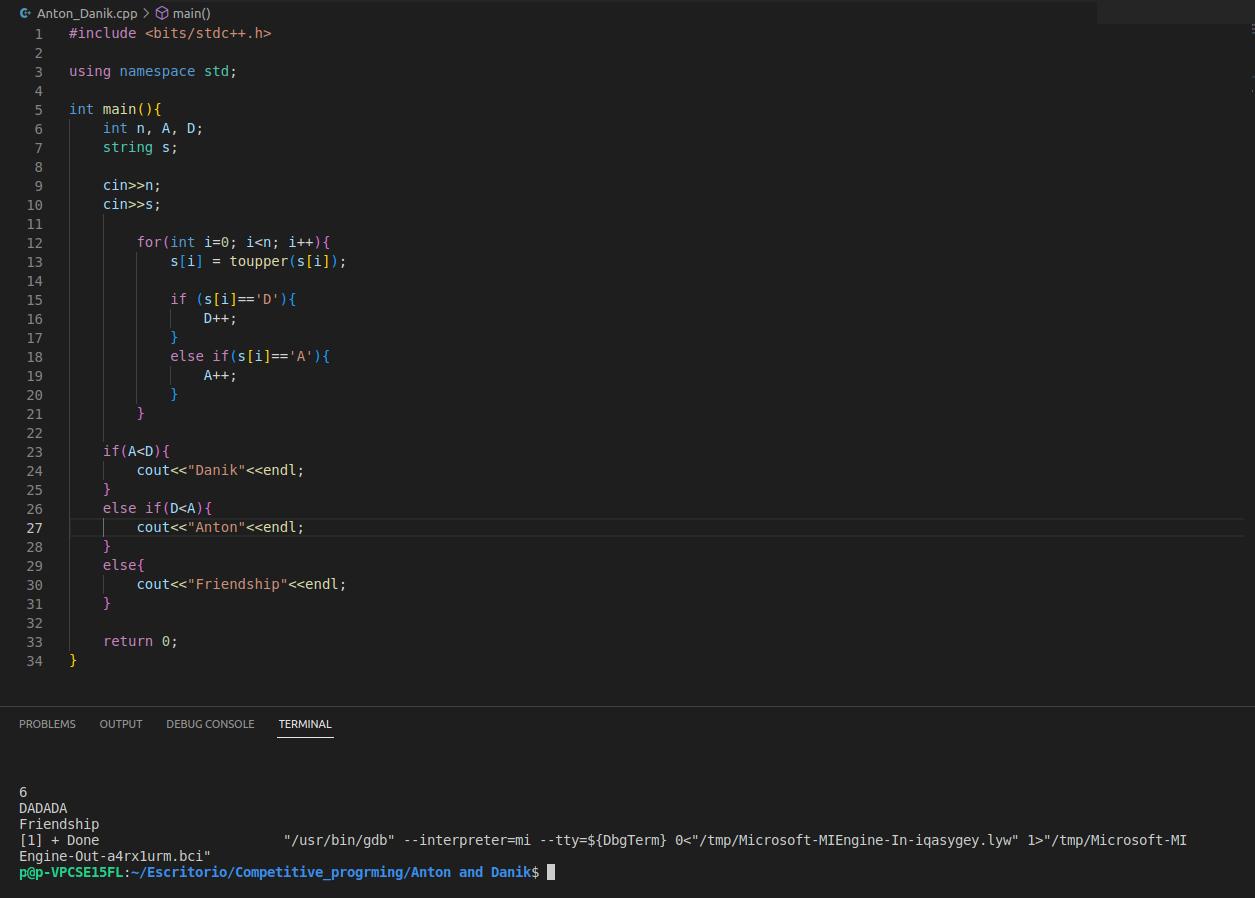 Anton_Danik.cpp > main()
1 #include <bits/stdc++.h>
2
3 using namespace std;
4
5 int main(){
6     int n, A, D;
7     string s;
8
9     cin>>n;
10     cin>>s;
11
12         for(int i=0; i<n; i++){
13             s[i] = toupper(s[i]);
14
15             if (s[i]=='D'){
16                 D++;
17             }
18             else if(s[i]=='A'){
19                 A++;
20             }
21         }
22
23     if(A<D){
24         cout<<"Danik"<<endl;
25     }
26     else if(D<A){
27         cout<<"Anton"<<endl;
28     }
29     else{
30         cout<<"Friendship"<<endl;
31     }
32
33     return 0;
34 }
PROBLEMS OUTPUT DEBUG CONSOLE TERMINAL
6
DADADA
Friendship
[1] + Done                       "/usr/bin/gdb" --interpreter=mi --tty=${DbgTerm} 0<"/tmp/Microsoft-MIEngine-In-iqasygey.lyw" 1>"/tmp/Microsoft-MI
Engine-Out-a4rx1urm.bci"
p@p-VPCSE15FL:~/Escritorio/Competitive_progrming/Anton and Danik$